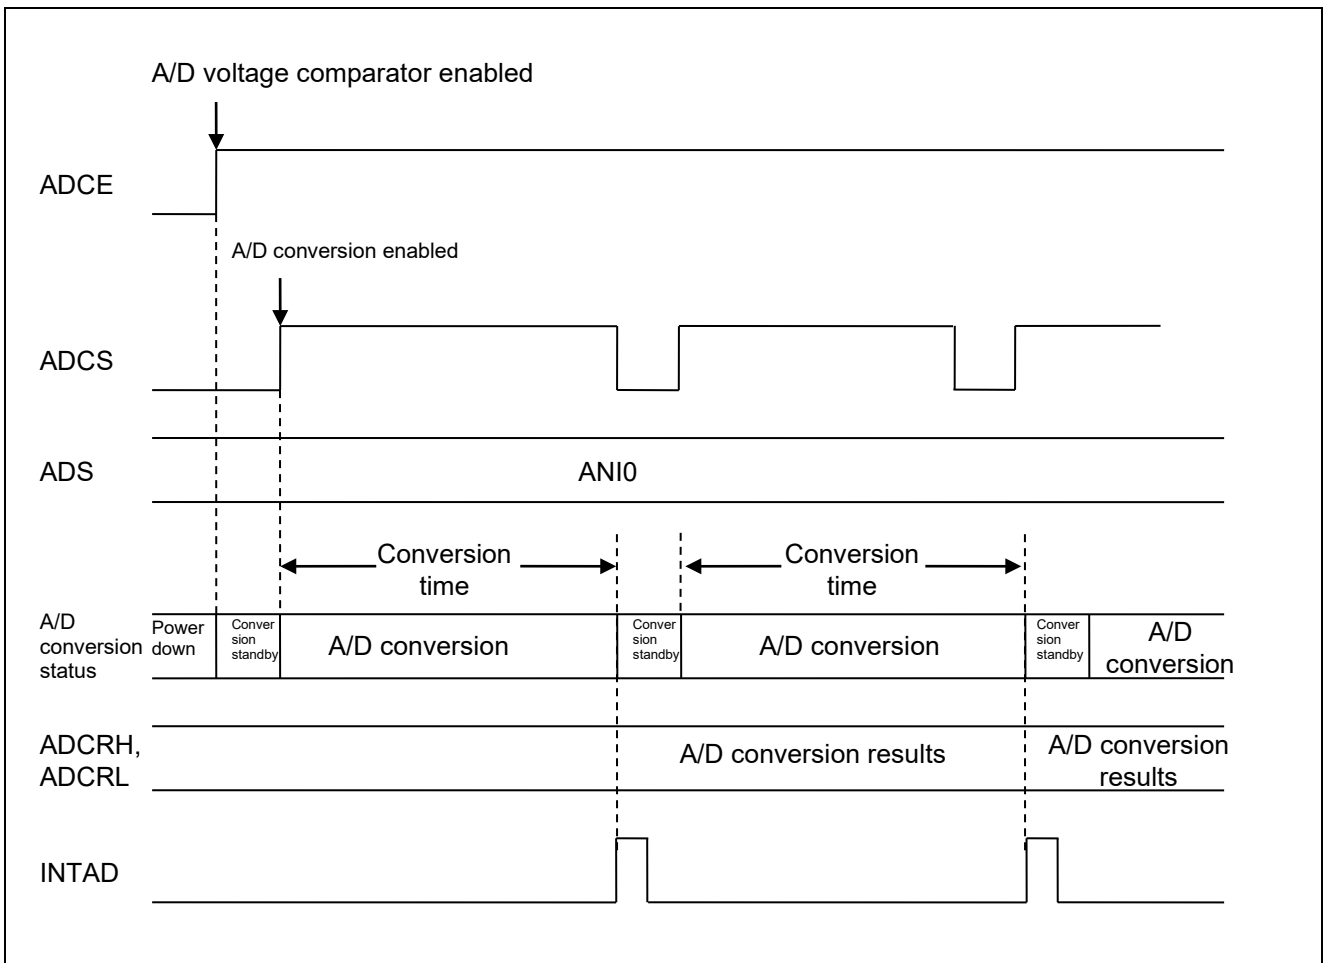 A/D voltage comparator enabled
ADCE
A/D conversion enabled
ADCS
ADS
ANI0
Conversion
time
Conversion
time
A/D
conversion
status
Power
down
Conver
sion
standby
A/D conversion
Conver
sion
standby
A/D conversion
Conver
sion
standby
A/D
conversion
ADCRH,
ADCRL
A/D conversion results
A/D conversion
results
INTAD